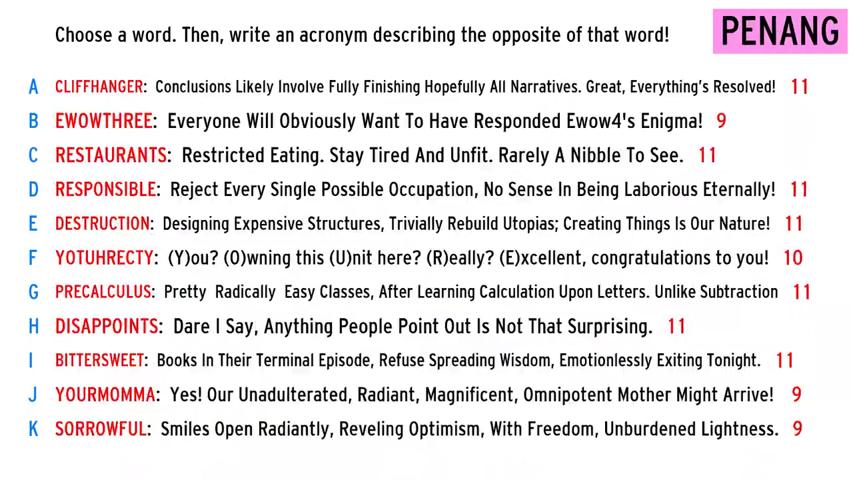 Choose a word. Then, write an acronym describing the opposite of that word! PENANG
A CLIFFHANGER: Conclusions Likely Involve Fully Finishing Hopefully All Narratives. Great, Everything's Resolved! 11
B EWOWTHREE: Everyone Will Obviously Want To Have Responded Ewow4's Enigma! 9
C RESTAURANTS: Restricted Eating. Stay Tired And Unfit. Rarely A Nibble To See. 11
D RESPONSIBLE: Reject Every Single Possible Occupation, No Sense In Being Laborious Eternally! 11
E DESTRUCTION: Designing Expensive Structures, Trivially Rebuild Utopias; Creating Things Is Our Nature! 11
F YOTUHRECTY: (Y)ou? (O)wning this (U)nit here? (R)eally? (E)xcellent, congratulations to you! 10
G PRECALCULUS: Pretty Radically Easy Classes, After Learning Calculation Upon Letters. Unlike Subtraction 11
H DISAPPOINTS: Dare I Say, Anything People Point Out Is Not That Surprising. 11
I BITTERSWEET: Books In Their Terminal Episode, Refuse Spreading Wisdom, Emotionlessly Exiting Tonight. 11
J YOURMOMMA: Yes! Our Unadulterated, Radiant, Magnificent, Omnipotent Mother Might Arrive! 9
K SORROWFUL: Smiles Open Radiantly, Reveling Optimism, With Freedom, Unburdened Lightness. 9